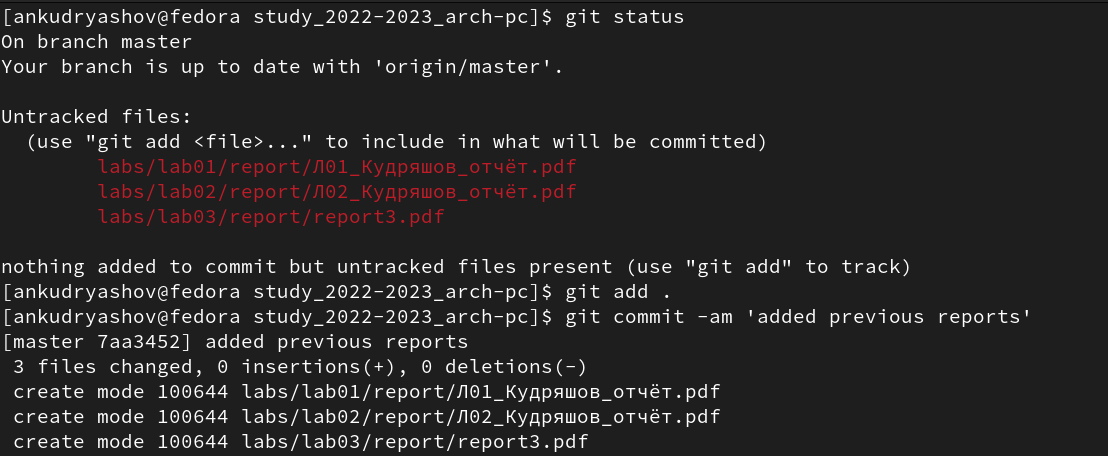 [ankudryashov@fedora study_2022-2023_arch-pc]$ git status
On branch master
Your branch is up to date with 'origin/master'.
Untracked files:
(use "git add <file>..." to include in what will be committed)
labs/lab01/report/Л01_Кудряшов_отчёт.pdf
labs/lab02/report/Л02_Кудряшов_отчёт.pdf
labs/lab03/report/report3.pdf
nothing added to commit but untracked files present (use "git add" to track)
[ankudryashov@fedora study_2022-2023_arch-pc]$ git add .
[ankudryashov@fedora study_2022-2023_arch-pc]$ git commit -am 'added previous reports'
[master 7aa3452] added previous reports
3 files changed, 0 insertions(+), 0 deletions(-)
create mode 100644 labs/lab01/report/Л01_Кудряшов_отчёт.pdf
create mode 100644 labs/lab02/report/Л02_Кудряшов_отчёт.pdf
create mode 100644 labs/lab03/report/report3.pdf